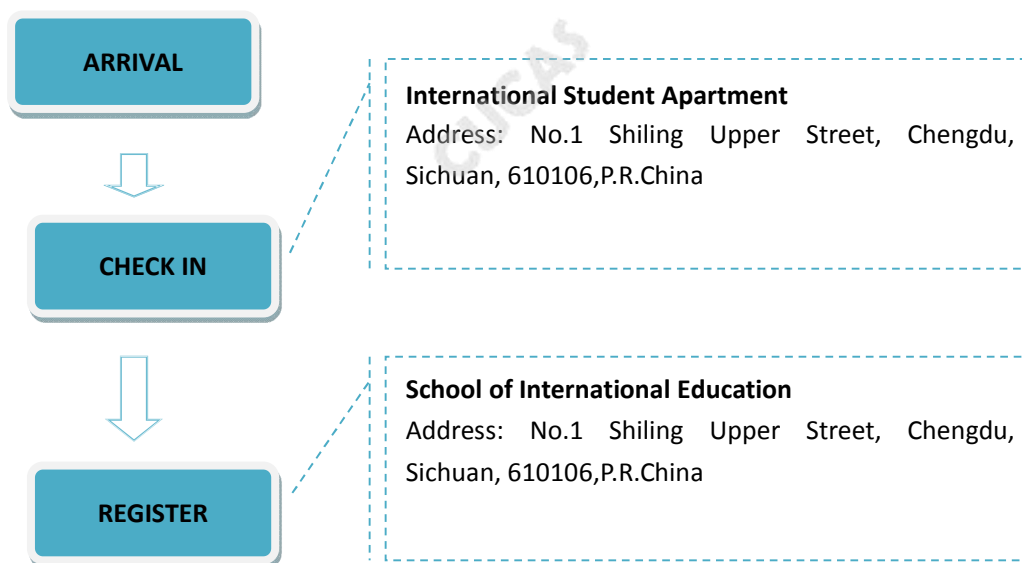 ARRIVAL
CUCAS
International Student Apartment
Address: No.1 Shiling Upper Street, Chengdu,
Sichuan, 610106,P.R.China
CHECK IN
School of International Education
Address: No.1 Shiling Upper Street, Chengdu,
Sichuan, 610106,P.R.China
REGISTER